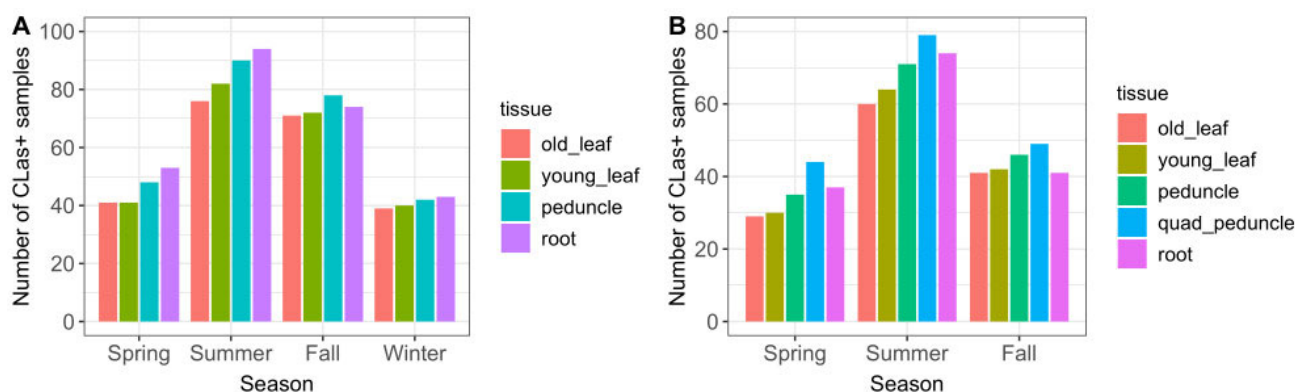 A
Number of CLas+ samples
100
80
60
40
20
0
Spring Summer Fall Winter
Season
tissue
old_leaf
young_leaf
peduncle
root
B
Number of CLas+ samples
80
60
40
20
0
Spring Summer Fall
Season
tissue
old_leaf
young_leaf
peduncle
quad_peduncle
root